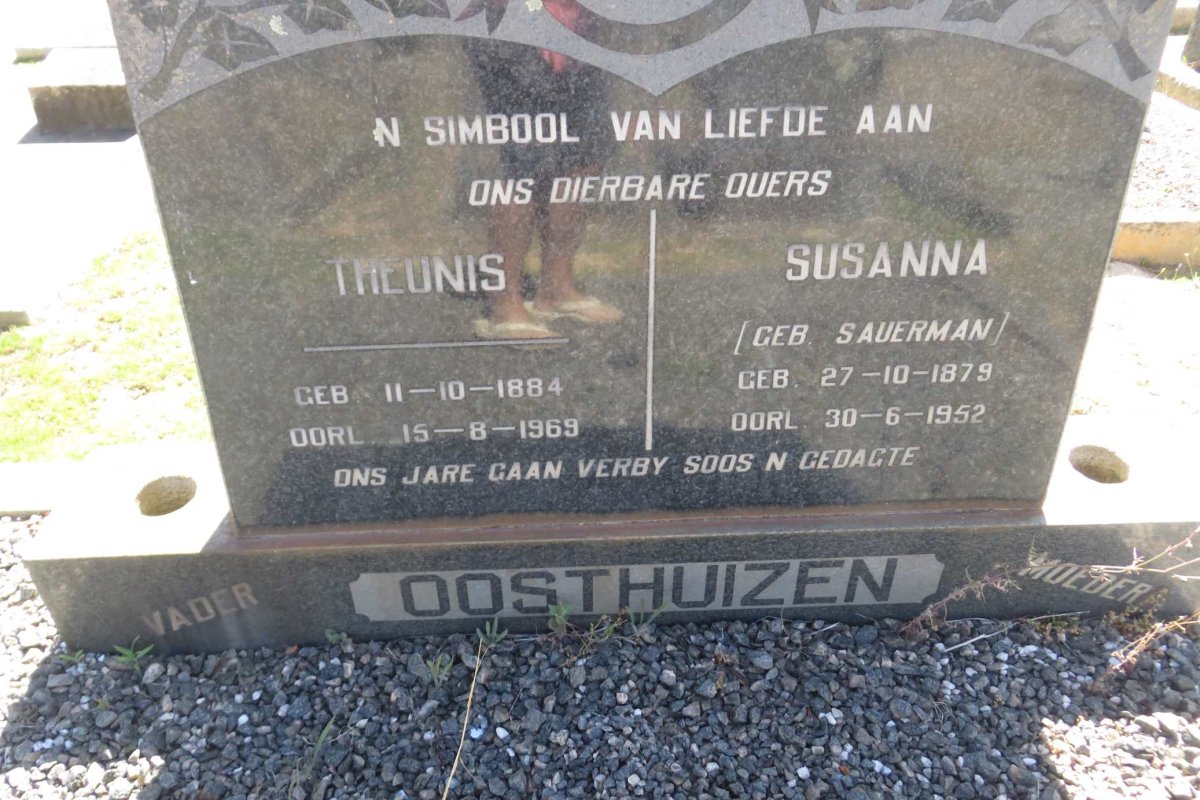 'N SIMBOOL VAN LIEFDE AAN
ONS DIERBARE OUERS
THEUNIS
GEB 11-10-1884
OORL 15-8-1969
SUSANNA
[GEB. SAUERMAN]
GEB. 27-10-1879
OORL 30-6-1952
ONS JARE GAAN VERBY SOOS 'N GEDAGTE
VADER
OOSTHUIZEN
MOEDER